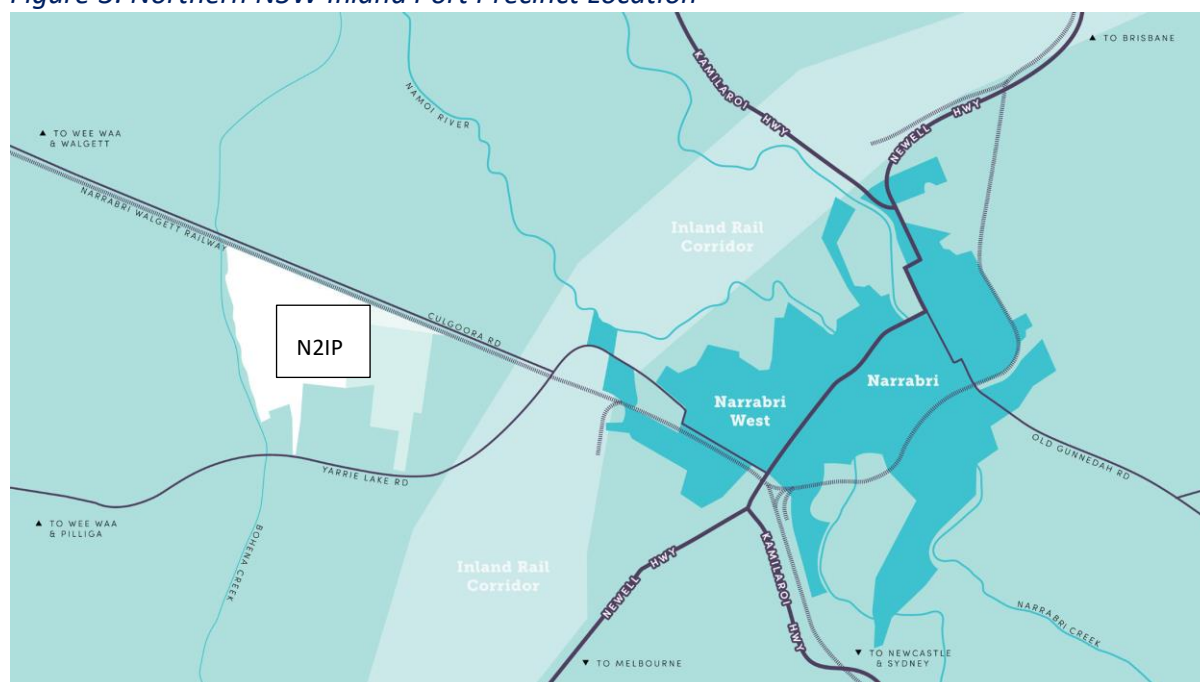 Figure 3: Northern NSW Inland Port Precinct Location
▲ TO BRISBANE
KAMILAROI HWY
NAMOI RIVER
NEWELL HWY
▲ TO WEE WAA
& WALGETT
NARRABRI WALGETT RAILWAY
Inland Rail
Corridor
CULGOORA RD
N2IP
Narrabri
Narrabri
West
OLD GUNNEDAH RD
YARRIE LAKE RD
▲ TO WEE WAA
& PILLIGA
BOHENA CREEK
Inland Rail
Corridor
NEWELL HWY
KAMILAROI HWY
NARRABRI CREEK
▼ TO MELBOURNE
▼ TO NEWCASTLE
& SYDNEY